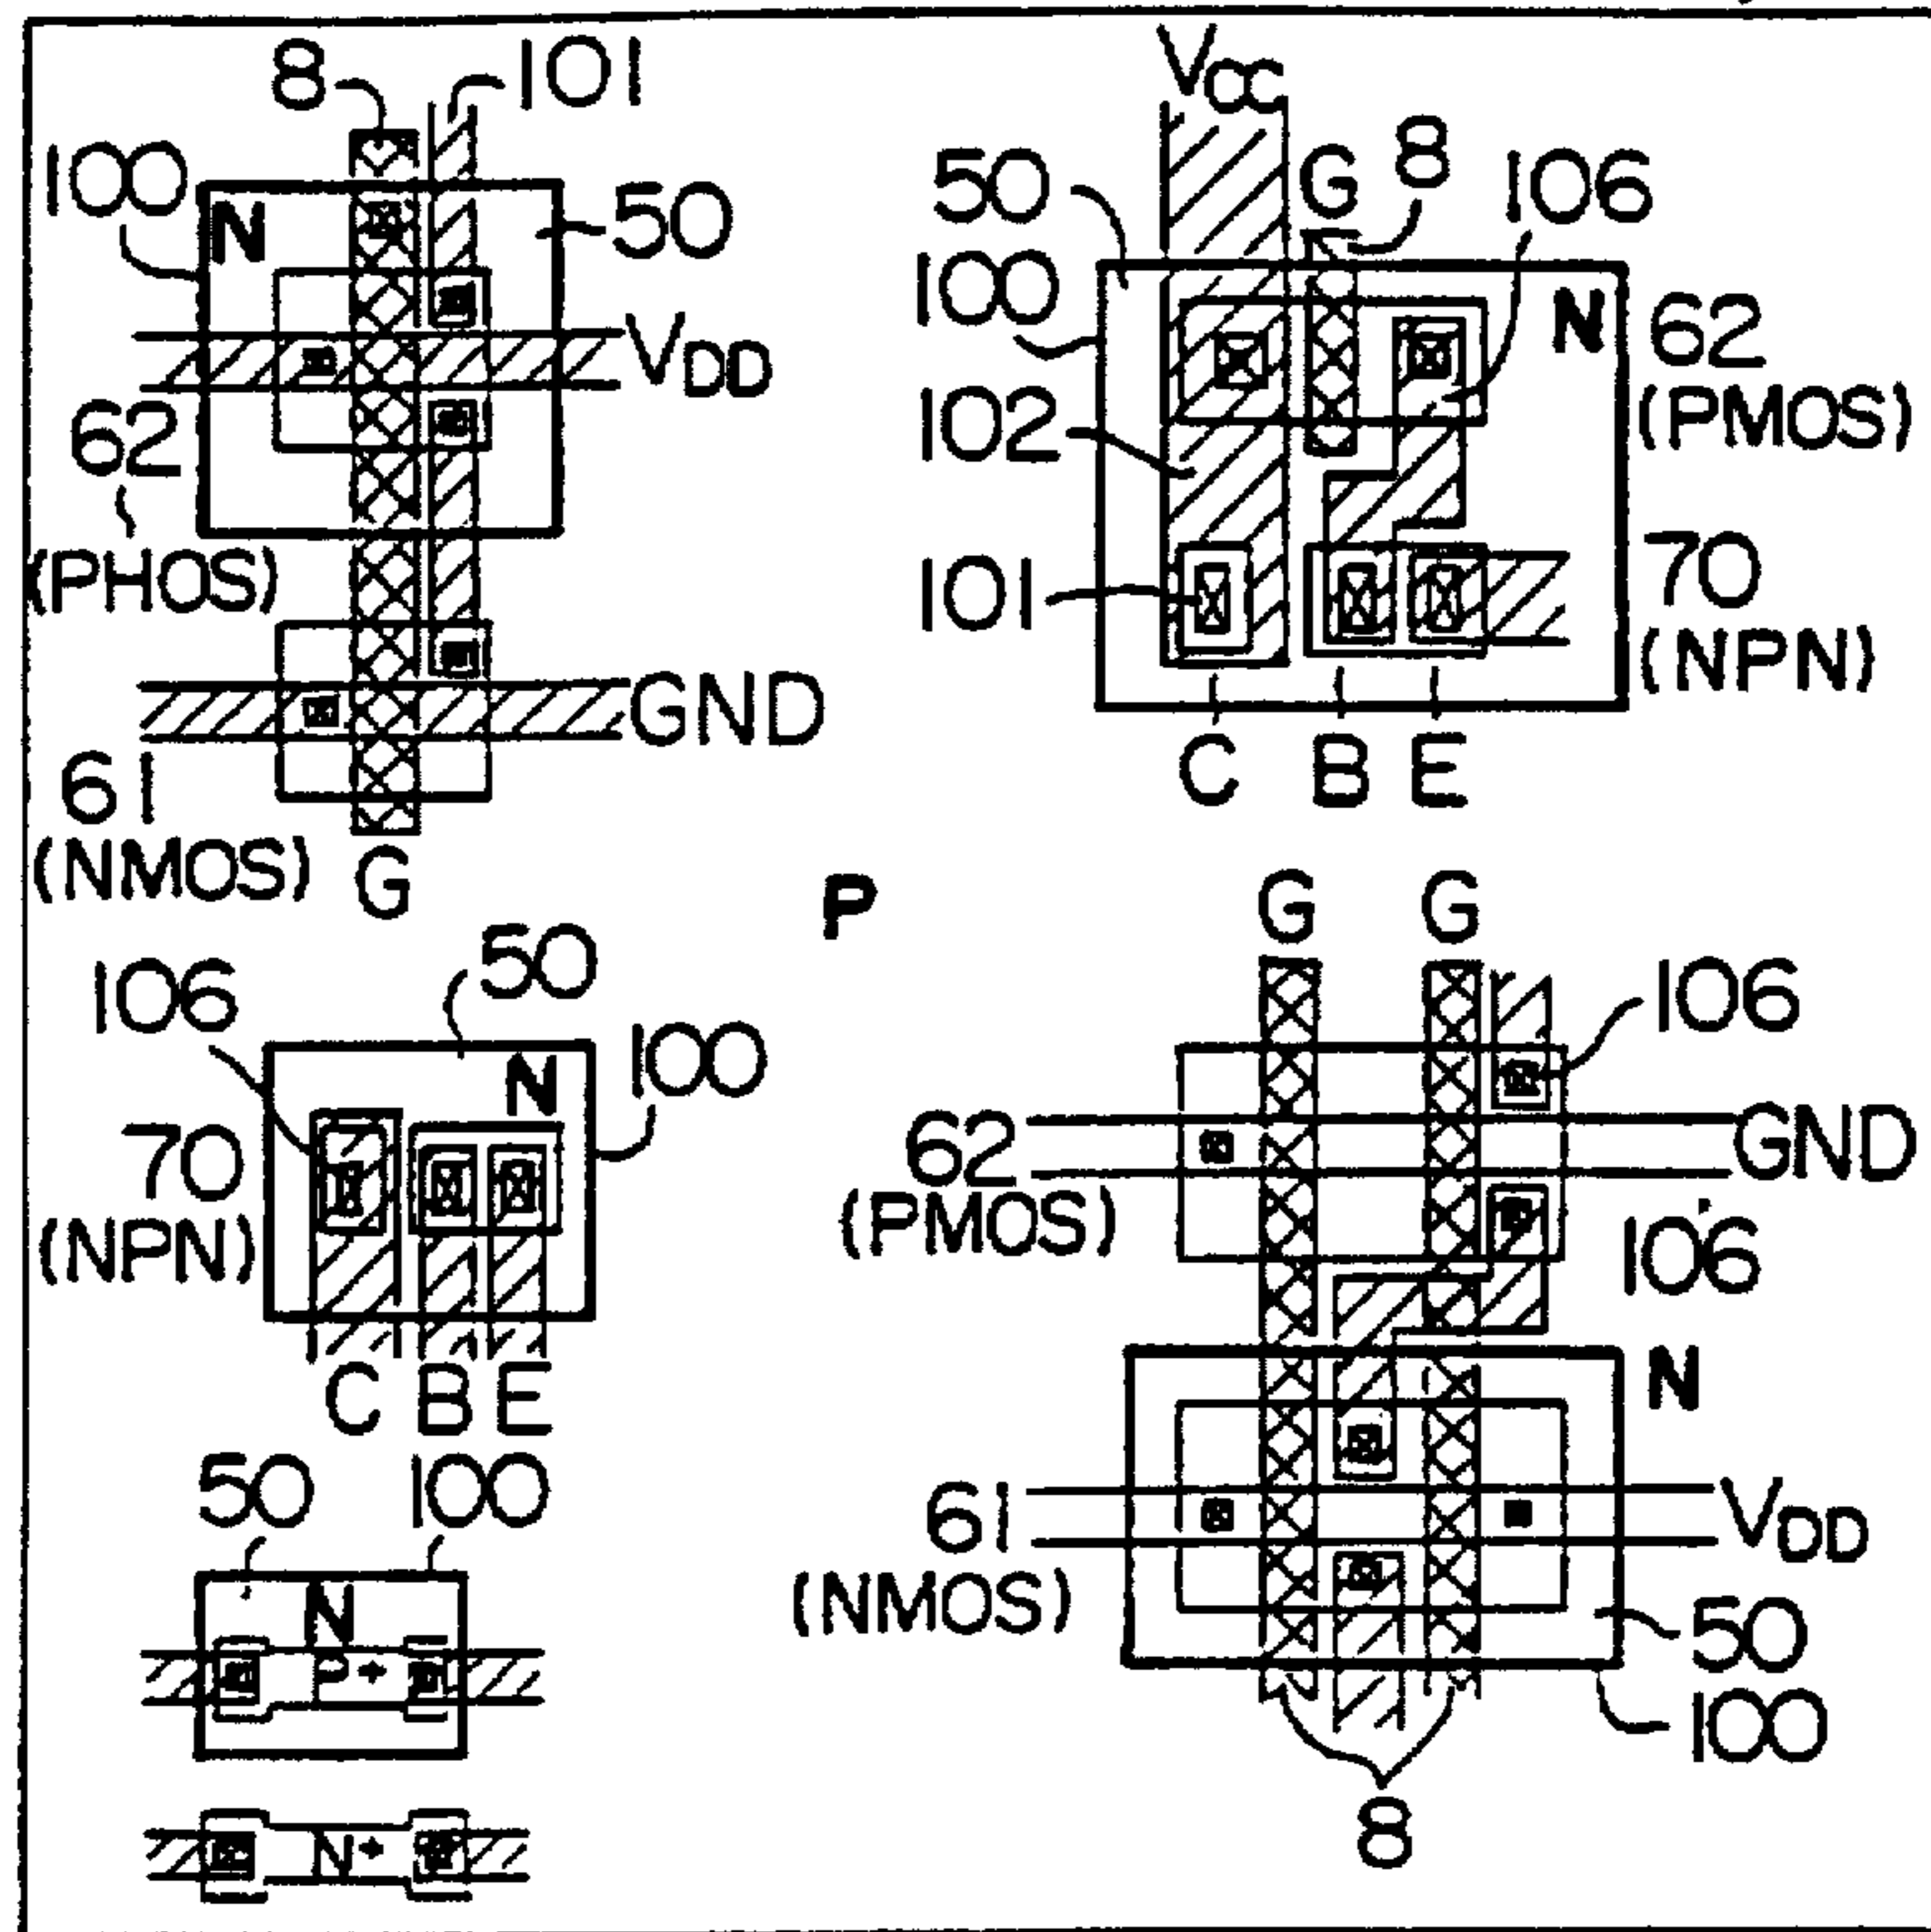 8 101
100
N
50
VDD
62
(PHOS)
GND
61
(NMOS)
G
VCC
50
G
8
106
100
N
62
(PMOS)
102
101
70
(NPN)
C B E
P
106
50
N
100
70
(NPN)
C B E
50 100
N
P+
N+
G G
106
62
(PMOS)
GND
106
N
61
(NMOS)
VDD
50
100
8